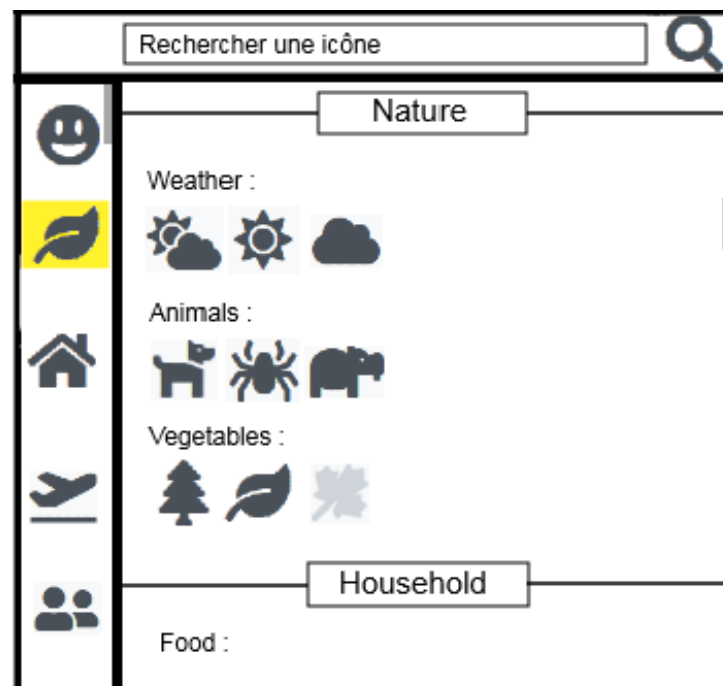 Rechercher une icône
Nature
Weather :
Animals :
Vegetables :
Household
Food :